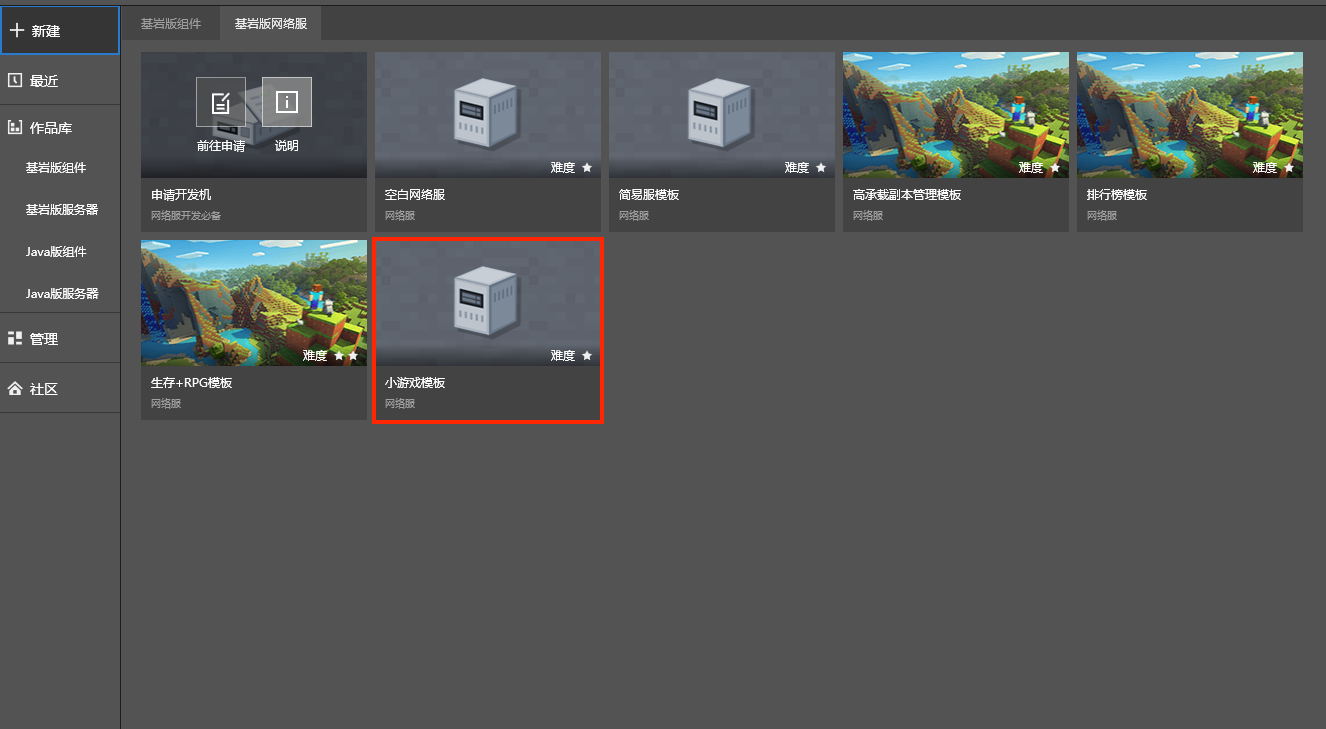 新建
最近
作品库
基岩版组件
基岩版服务器
Java版组件
Java版服务器
管理
社区
基岩版组件
基岩版网络服
前往申请
说明
申请开发机
网络服开发必备
难度
空白网络服
网络服
难度
简易服模板
网络服
难度
高承载副本管理模板
网络服
难度
排行榜模板
网络服
难度
生存+RPG模板
网络服
难度
小游戏模板
网络服